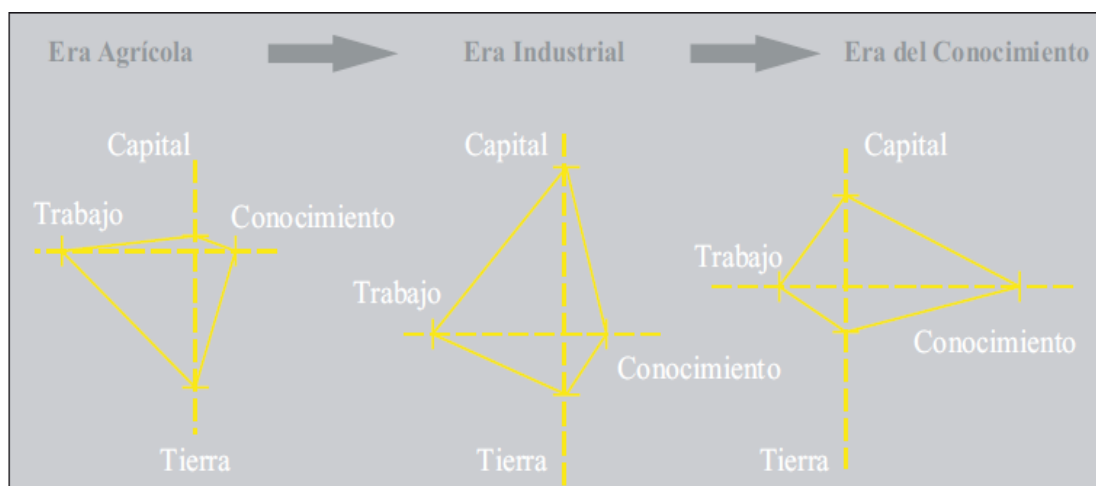 Era Agrícola
Era Industrial
Era del Conocimiento
Capital
Trabajo
Conocimiento
Tierra
Capital
Trabajo
Conocimiento
Tierra
Capital
Trabajo
Conocimiento
Tierra